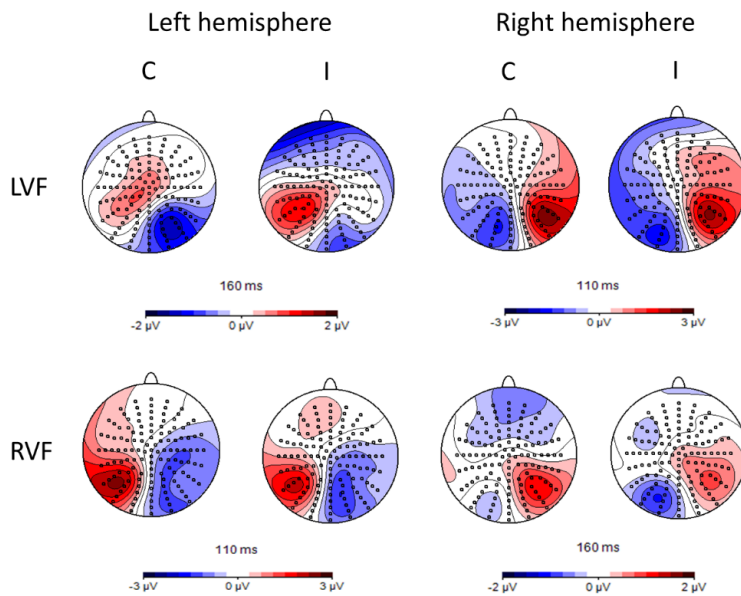 Left hemisphere Right hemisphere
C I C I
LVF
160 ms 110 ms
-2 µV 0 µV 2 µV -3 µV 0 µV 3 µV
RVF
110 ms 160 ms
-3 µV 0 µV 3 µV -2 µV 0 µV 2 µV